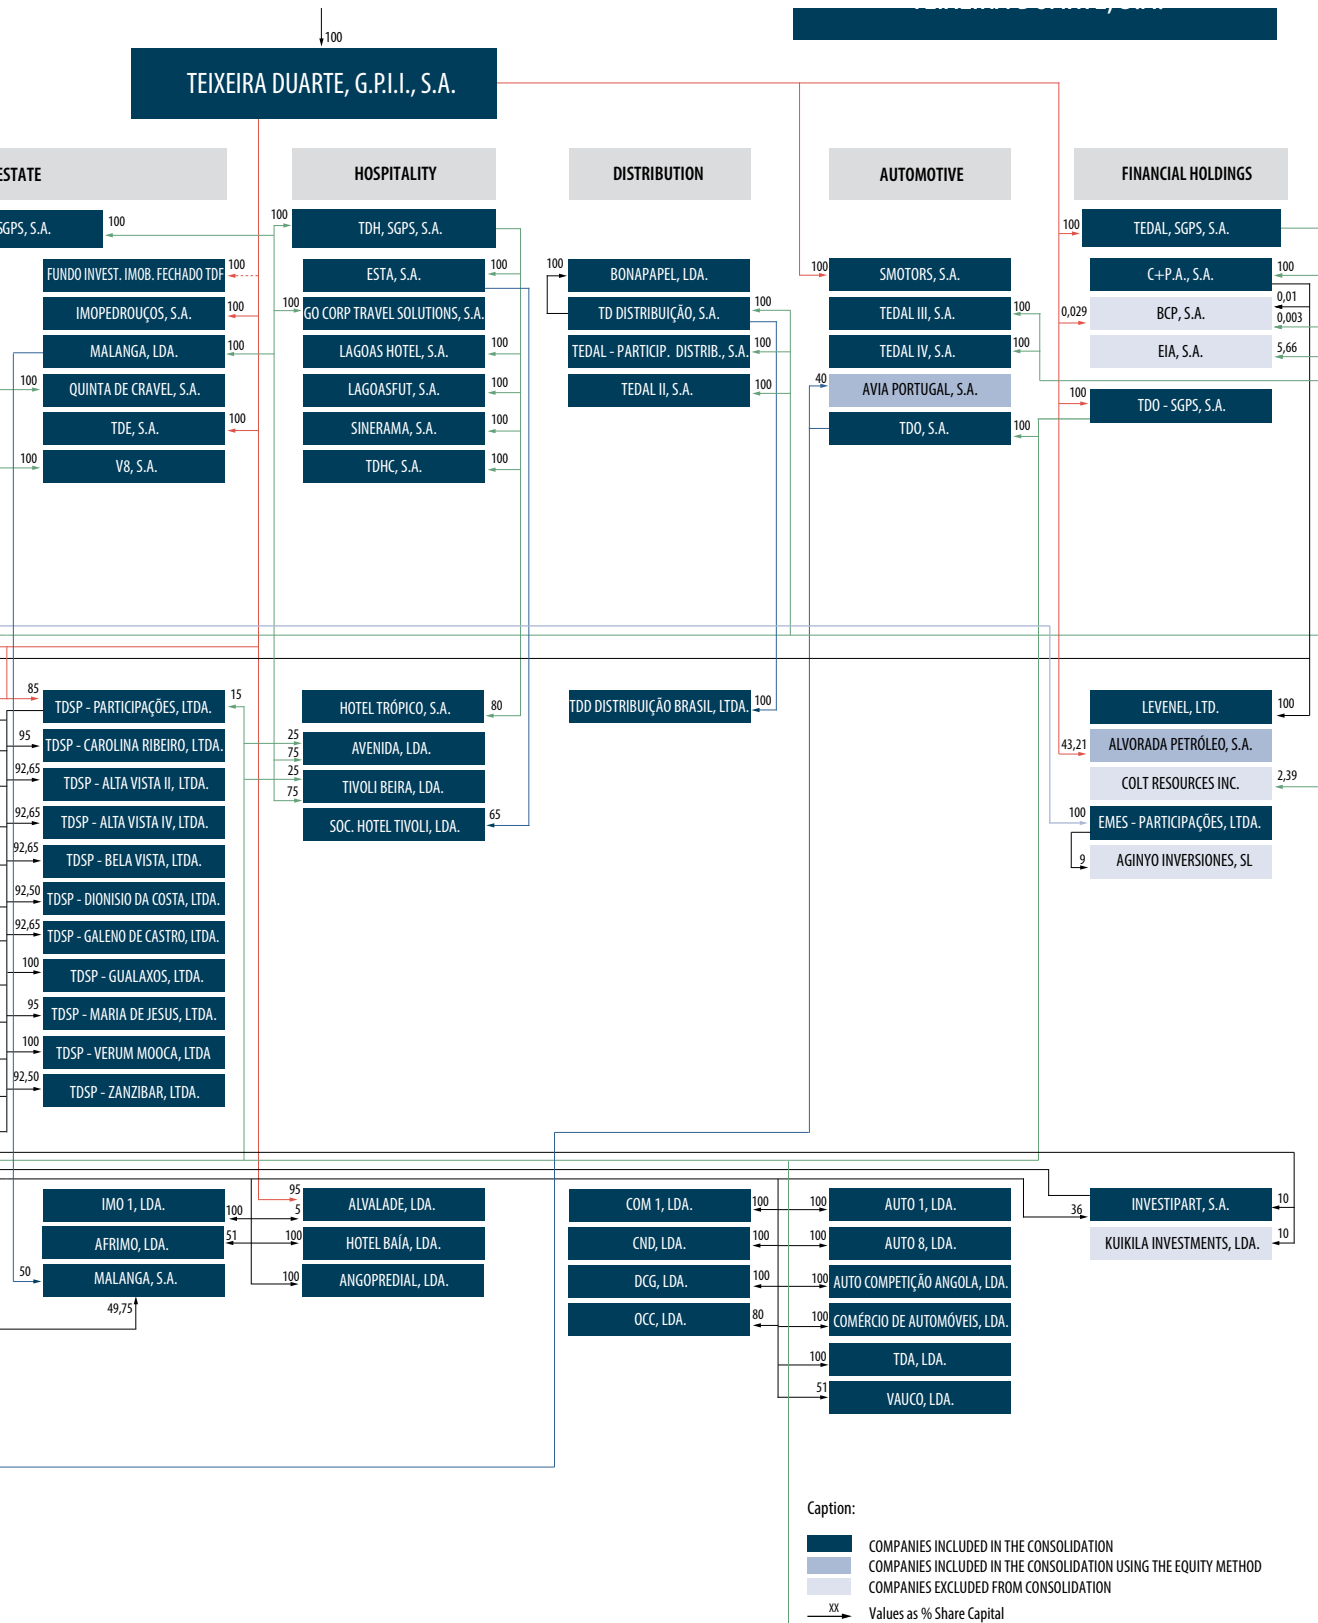 100
TEIXEIRA DUARTE, G.P.I.I., S.A.
ESTATE
HOSPITALITY
DISTRIBUTION
AUTOMOTIVE
FINANCIAL HOLDINGS
SGPS, S.A.
100
100
TDH, SGPS, S.A.
100
TEDAL, SGPS, S.A.
FUNDO INVEST. IMOB. FECHADO TDF
100
ESTA, S.A.
100
100
BONAPAPEL, LDA.
100
SMOTORS, S.A.
C+P.A., S.A.
100
IMOPEDROUÇOS, S.A.
100
100
GO CORP TRAVEL SOLUTIONS, S.A.
TD DISTRIBUIÇÃO, S.A.
100
TEDAL III, S.A.
100
0,029
BCP, S.A.
0,01
0,003
MALANGA, LDA.
100
LAGOAS HOTEL, S.A.
100
TEDAL - PARTICIP. DISTRIB., S.A.
100
TEDAL IV, S.A.
100
EIA, S.A.
5,66
100
QUINTA DE CRAVEL, S.A.
LAGOASFUT, S.A.
100
TEDAL II, S.A.
100
40
AVIA PORTUGAL, S.A.
100
TDO - SGPS, S.A.
TDE, S.A.
100
SINERAMA, S.A.
100
TDO, S.A.
100
100
V8, S.A.
TDHC, S.A.
100
85
TDSP - PARTICIPAÇÕES, LTDA.
15
HOTEL TRÓPICO, S.A.
80
TDD DISTRIBUIÇÃO BRASIL, LTDA.
100
LEVENEL, LTD.
100
95
TDSP - CAROLINA RIBEIRO, LTDA.
25
75
AVENIDA, LDA.
43,21
ALVORADA PETRÓLEO, S.A.
92,65
TDSP - ALTA VISTA II, LTDA.
25
75
TIVOLI BEIRA, LDA.
COLT RESOURCES INC.
2,39
92,65
TDSP - ALTA VISTA IV, LTDA.
SOC. HOTEL TIVOLI, LDA.
65
100
EMES - PARTICIPAÇÕES, LTDA.
92,65
TDSP - BELA VISTA, LTDA.
9
AGINYO INVERSIONES, SL
92,50
TDSP - DIONISIO DA COSTA, LTDA.
92,65
TDSP - GALENO DE CASTRO, LTDA.
100
TDSP - GUALAXOS, LTDA.
95
TDSP - MARIA DE JESUS, LTDA.
100
TDSP - VERUM MOOCA, LTDA
92,50
TDSP - ZANZIBAR, LTDA.
IMO 1, LDA.
100
95
5
ALVALADE, LDA.
COM 1, LDA.
100
100
AUTO 1, LDA.
36
INVESTIPART, S.A.
10
AFRIMO, LDA.
51
100
HOTEL BAÍA, LDA.
CND, LDA.
100
100
AUTO 8, LDA.
KUIKILA INVESTMENTS, LDA.
10
50
MALANGA, S.A.
100
ANGOPREDIAL, LDA.
DCG, LDA.
100
100
AUTO COMPETIÇÃO ANGOLA, LDA.
49,75
OCC, LDA.
80
100
COMÉRCIO DE AUTOMÓVEIS, LDA.
100
TDA, LDA.
51
VAUCO, LDA.
Caption:
COMPANIES INCLUDED IN THE CONSOLIDATION
COMPANIES INCLUDED IN THE CONSOLIDATION USING THE EQUITY METHOD
COMPANIES EXCLUDED FROM CONSOLIDATION
XX
Values as % Share Capital